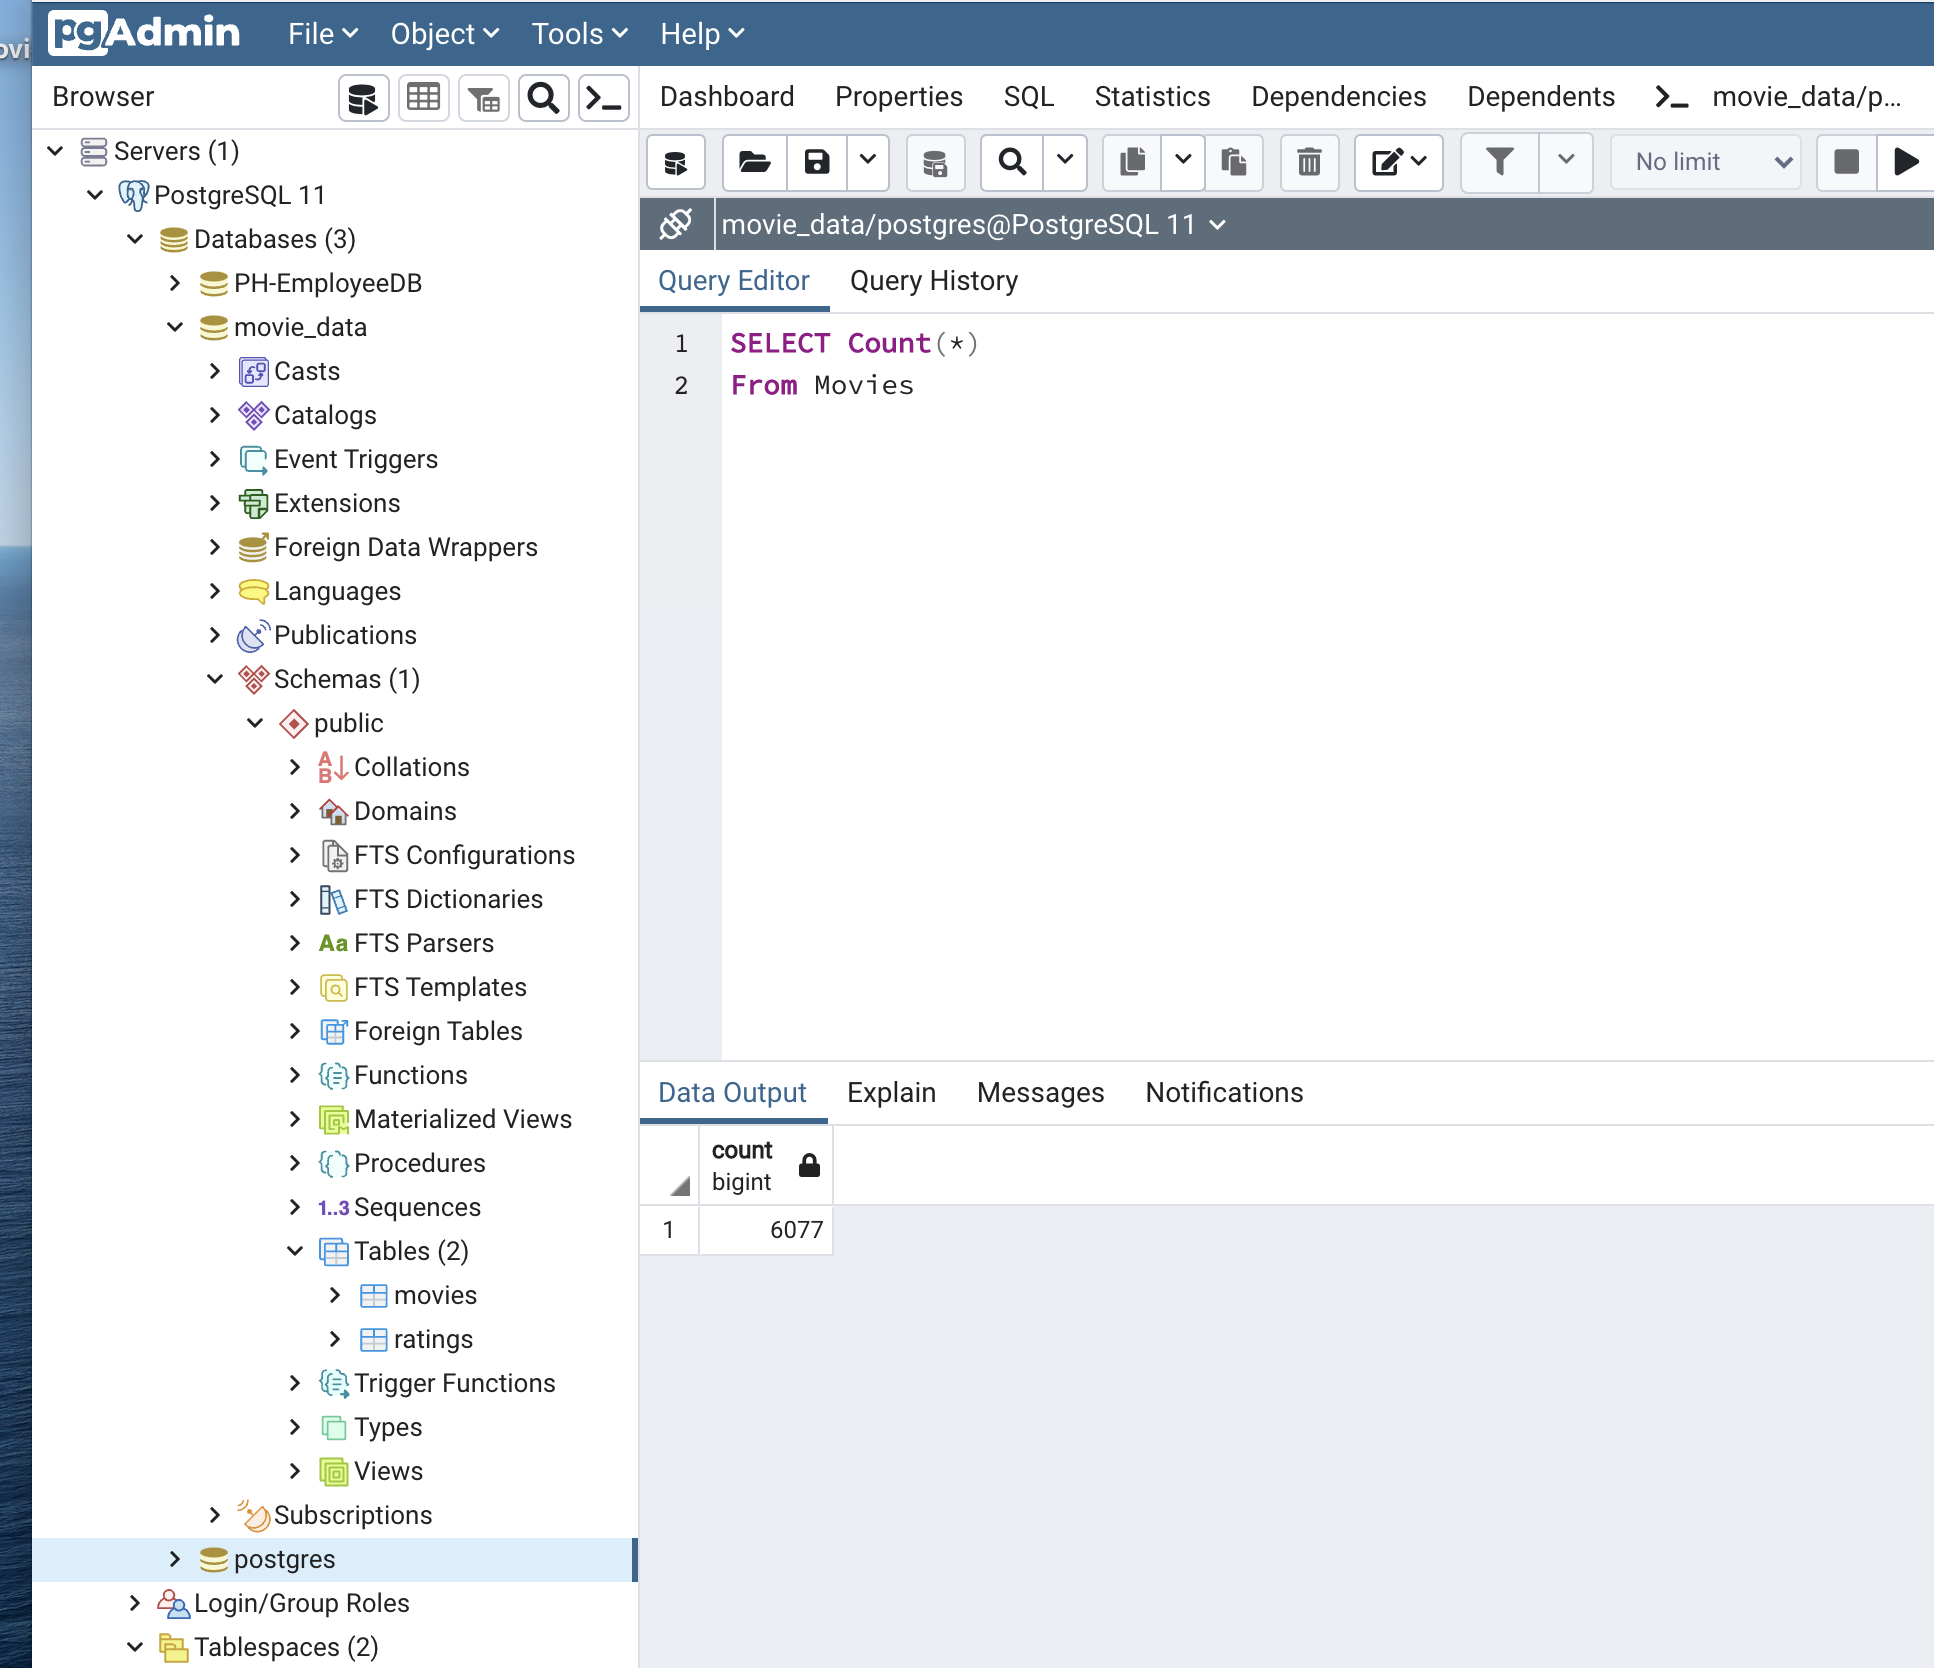 ovi
pgAdmin File Object Tools Help
Browser
Dashboard Properties SQL Statistics Dependencies Dependents movie_data/p...
No limit
movie_data/postgres@PostgreSQL 11
Query Editor Query History
1 SELECT Count(*)
2 From Movies
Servers (1)
PostgreSQL 11
Databases (3)
PH-EmployeeDB
movie_data
Casts
Catalogs
Event Triggers
Extensions
Foreign Data Wrappers
Languages
Publications
Schemas (1)
public
Collations
Domains
FTS Configurations
FTS Dictionaries
Aa FTS Parsers
FTS Templates
Foreign Tables
Functions
Materialized Views
Procedures
1..3 Sequences
Tables (2)
movies
ratings
Trigger Functions
Types
Views
Subscriptions
postgres
Login/Group Roles
Tablespaces (2)
Data Output Explain Messages Notifications
count
bigint
1 6077